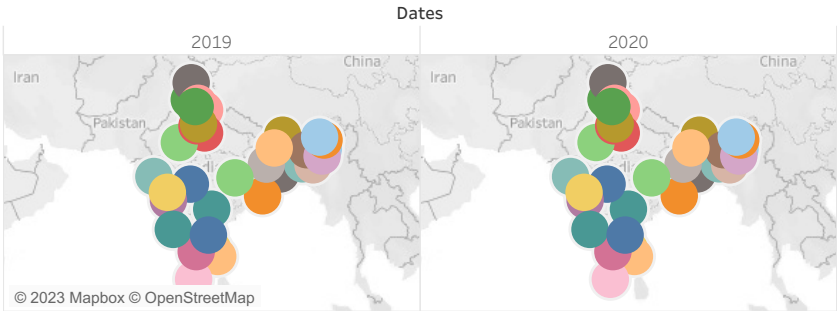 Dates
2019
2020
China
China
Iran
Iran
Pakistan
Pakistan
© 2023 Mapbox © OpenStreetMap